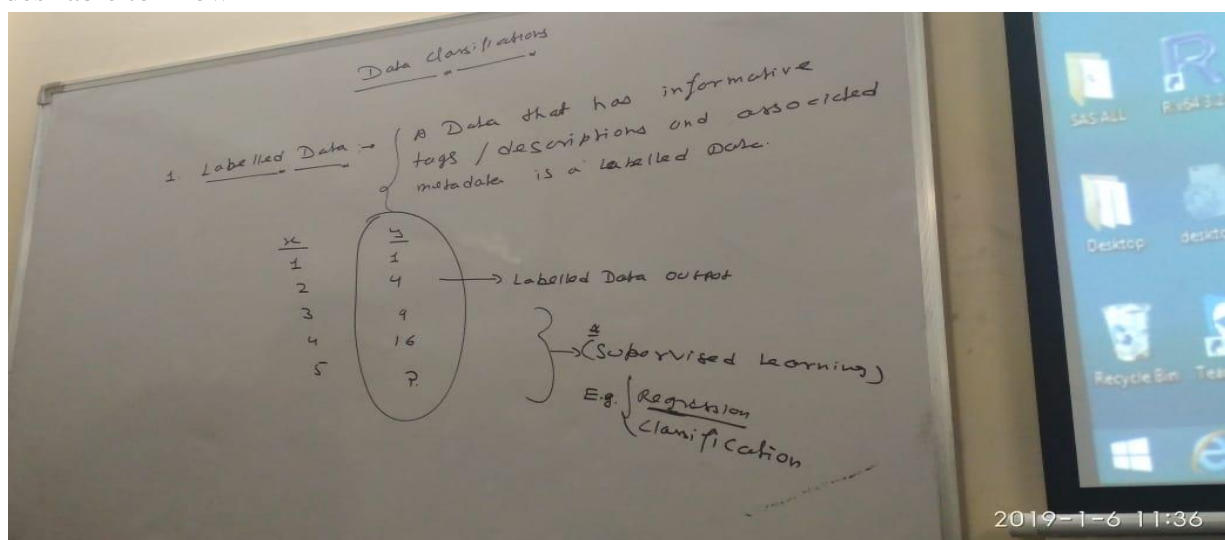 Data Classifications
1. Labelled Data :- A Data that has informative
tags / descriptions and associcted
metadata is a Labelled Data.
x y
1 1
2 4 → Labelled Data output
3 9
4 16 → (Supervised Learning)
5 ?
E.g. Regression
Classification
SAS ALL
Desktop
Recycle Bin
2019-1-6 11:36